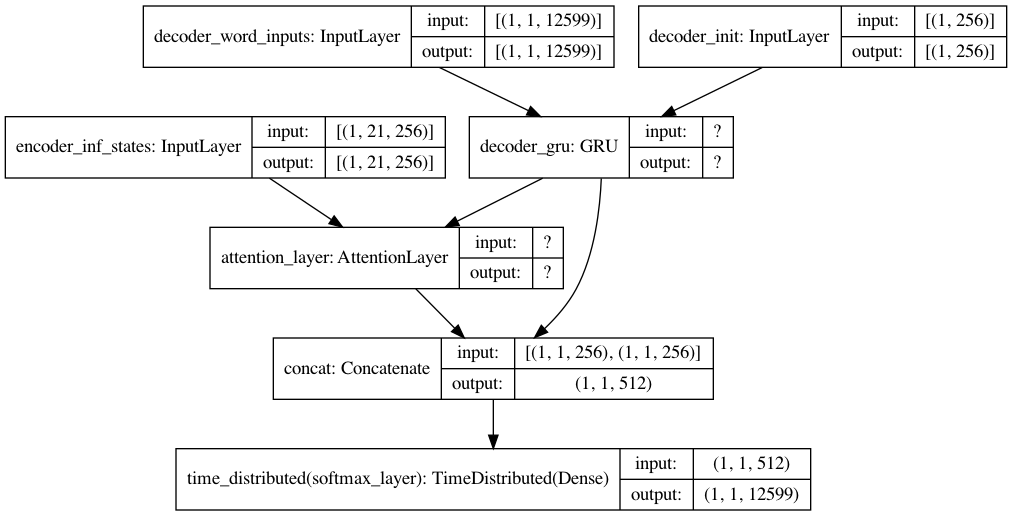 decoder_word_inputs: InputLayer
input: [(1, 1, 12599)]
output: [(1, 1, 12599)]
decoder_init: InputLayer
input: [(1, 256)]
output: [(1, 256)]
encoder_inf_states: InputLayer
input: [(1, 21, 256)]
output: [(1, 21, 256)]
decoder_gru: GRU
input: ?
output: ?
attention_layer: AttentionLayer
input: ?
output: ?
concat: Concatenate
input: [(1, 1, 256), (1, 1, 256)]
output: (1, 1, 512)
time_distributed(softmax_layer): TimeDistributed(Dense)
input: (1, 1, 512)
output: (1, 1, 12599)